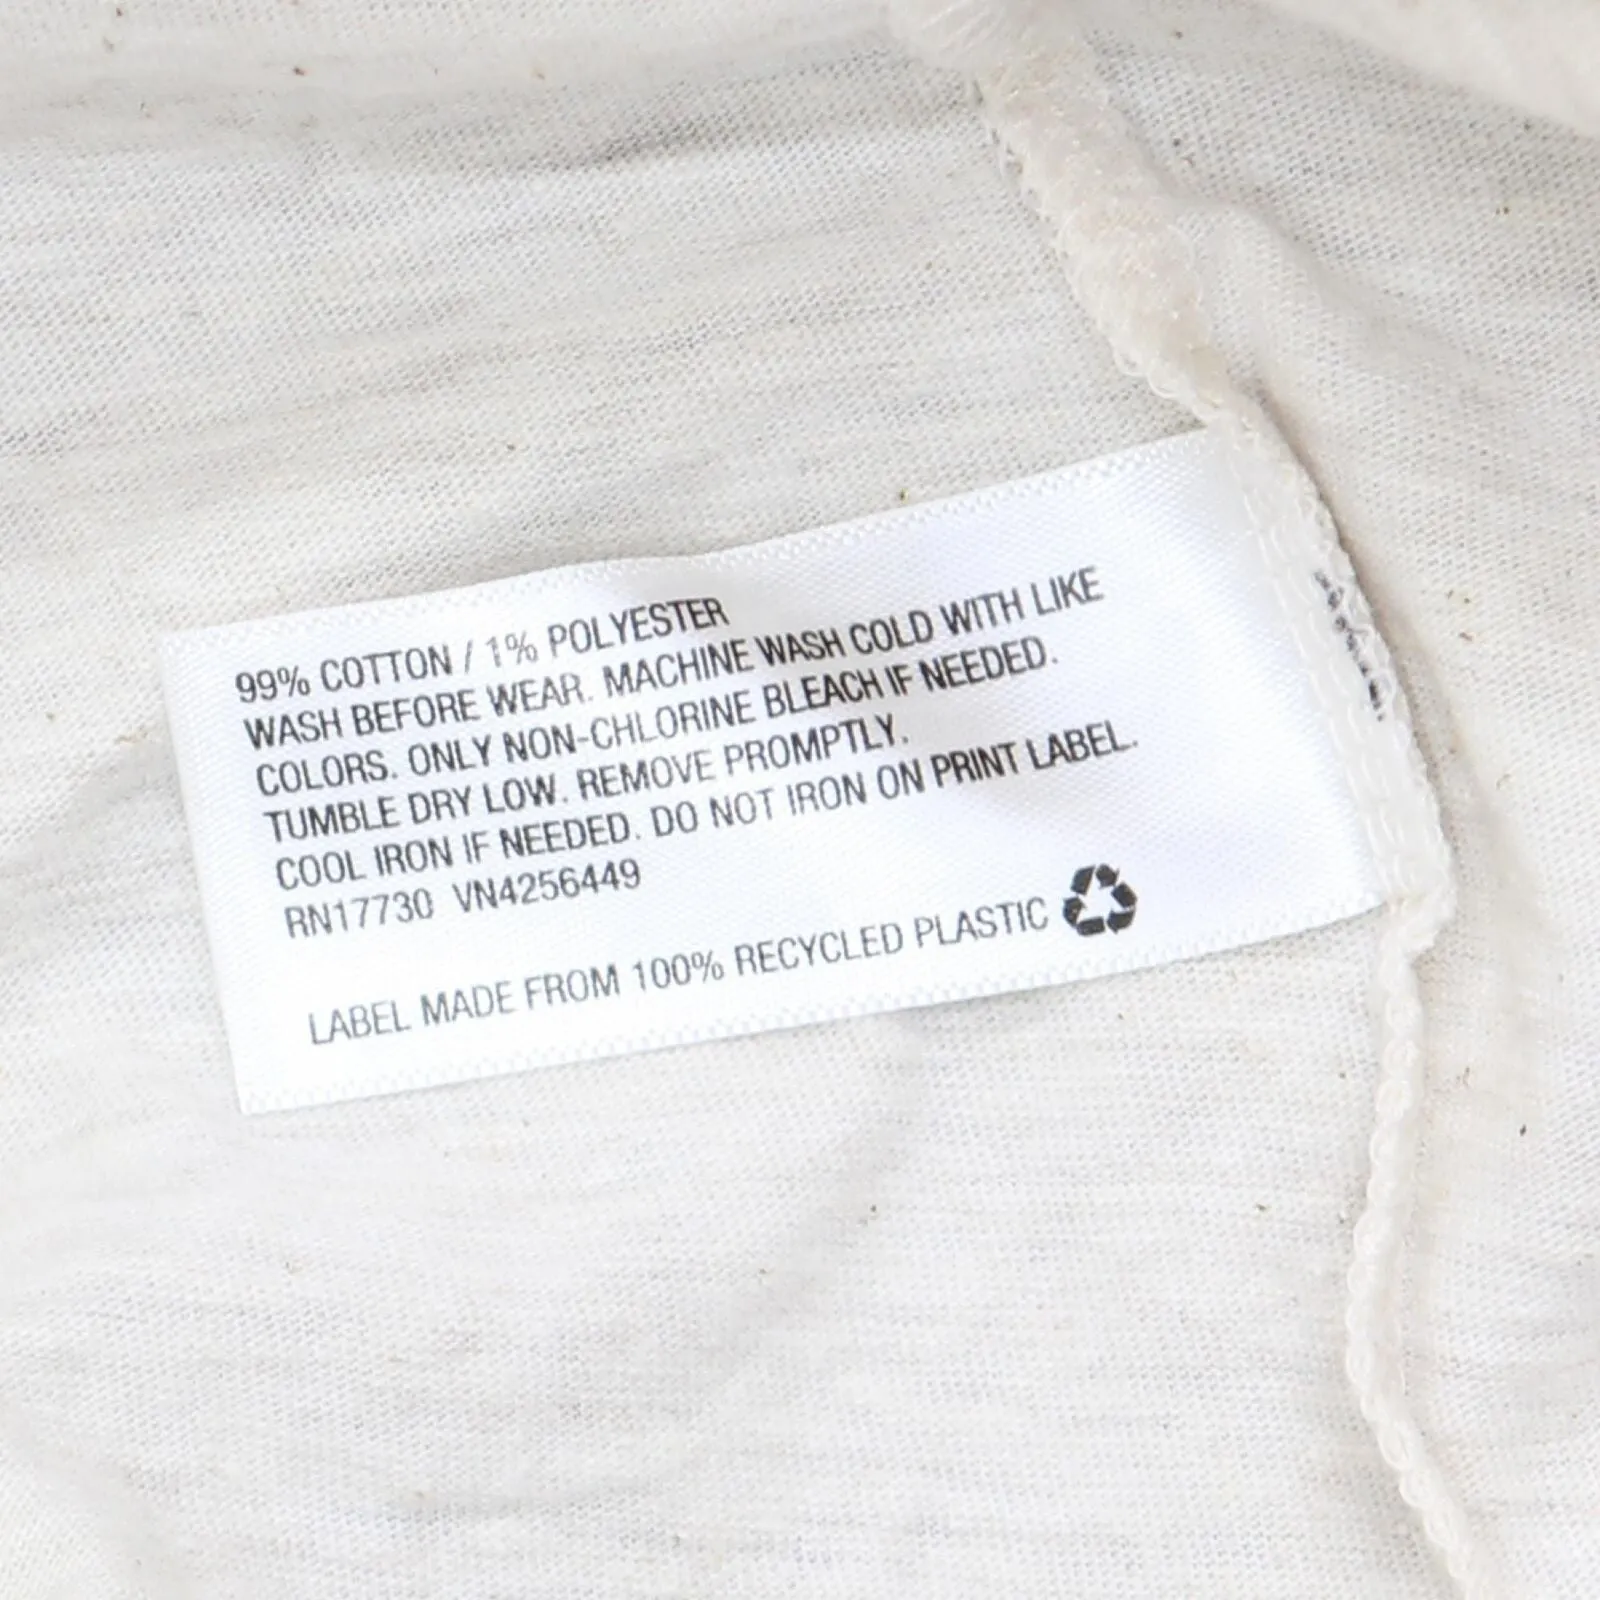 99% COTTON / 1% POLYESTER
WASH BEFORE WEAR. MACHINE WASH COLD WITH LIKE
COLORS. ONLY NON-CHLORINE BLEACH IF NEEDED.
TUMBLE DRY LOW. REMOVE PROMPTLY.
COOL IRON IF NEEDED. DO NOT IRON ON PRINT LABEL.
RN17730 VN4256449
LABEL MADE FROM 100% RECYCLED PLASTIC